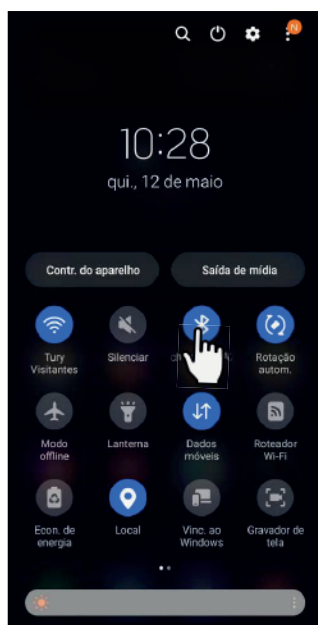 N
10:28
qui., 12 de maio
Contr. do aparelho
Saída de mídia
Tury
Visitantes
Silenciar
Rotação
autom.
Modo
offline
Lanterna
Dados
móveis
Roteador
Wi-Fi
Econ. de
energia
Local
Vinc. ao
Windows
Gravador de
tela